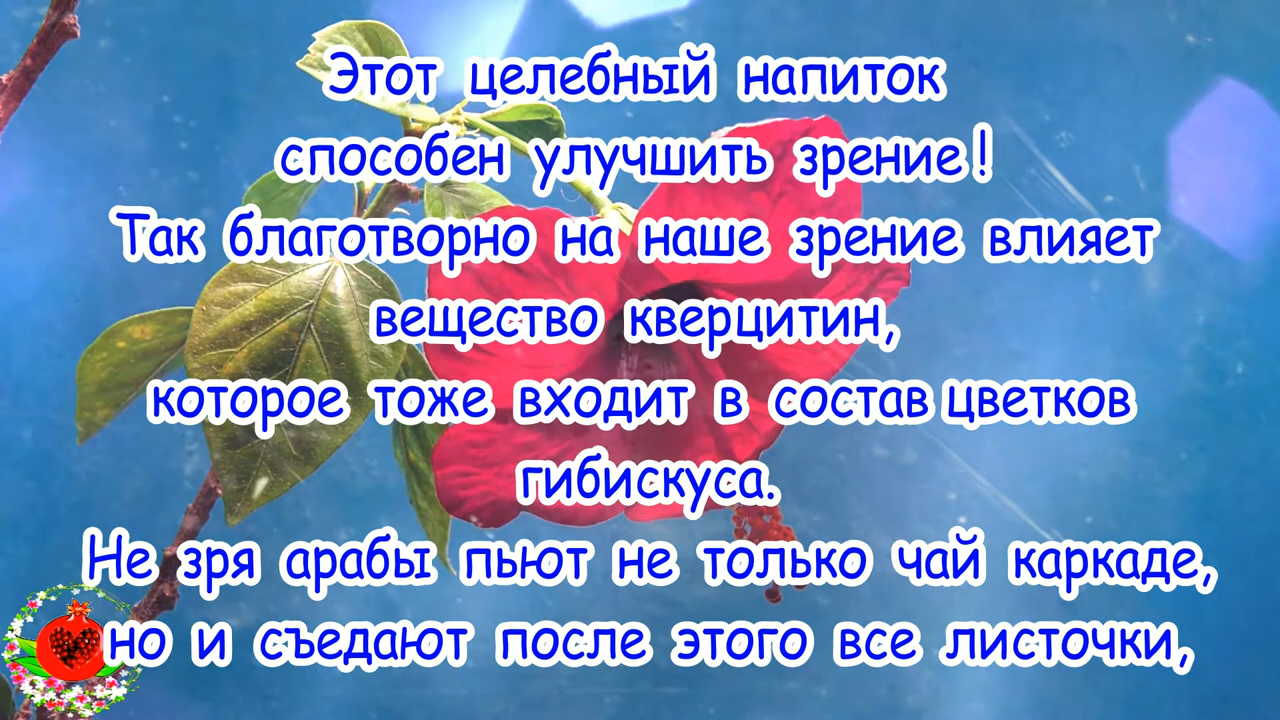 Этот целебный напиток
способен улучшить зрение!
Так благотворно на наше зрение влияет
вещество кверцитин,
которое тоже входит в состав цветков
гибискуса.
Не зря арабы пьют не только чай каркаде,
но и съедают после этого все листочки,